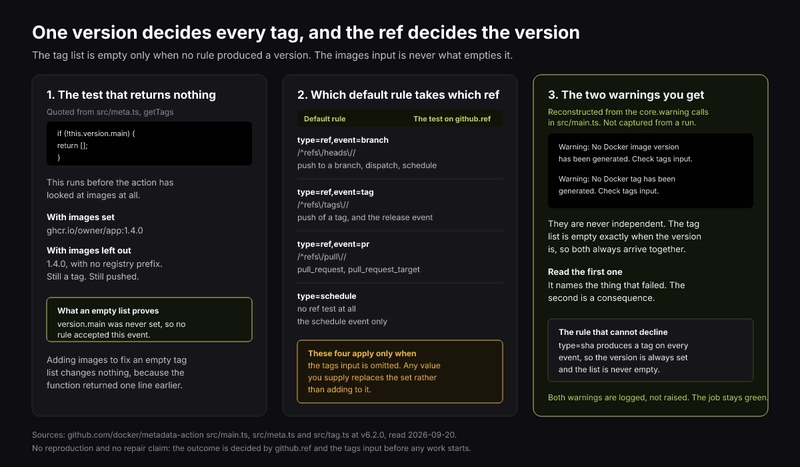 One version decides every tag, and the ref decides the version
The tag list is empty only when no rule produced a version. The images input is never what empties it.
1. The test that returns nothing
Quoted from src/meta.ts, getTags
if (!this.version.main) {
return [];
}
This runs before the action has
looked at images at all.
With images set
ghcr.io/owner/app:1.4.0
With images left out
1.4.0, with no registry prefix.
Still a tag. Still pushed.
What an empty list proves
version.main was never set, so no
rule accepted this event.
Adding images to fix an empty tag
list changes nothing, because the
function returned one line earlier.
2. Which default rule takes which ref
Default rule The test on github.ref
type=ref,event=branch
/^refs\/heads\//
push to a branch, dispatch, schedule
type=ref,event=tag
/^refs\/tags\//
push of a tag, and the release event
type=ref,event=pr
/^refs\/pull\//
pull_request, pull_request_target
type=schedule
no ref test at all
the schedule event only
These four apply only when
the tags input is omitted. Any value
you supply replaces the set rather
than adding to it.
3. The two warnings you get
Reconstructed from the core.warning calls
in src/main.ts. Not captured from a run.
Warning: No Docker image version
has been generated. Check tags input.
Warning: No Docker tag has been
generated. Check tags input.
They are never independent. The tag
list is empty exactly when the version
is, so both always arrive together.
Read the first one
It names the thing that failed. The
second is a consequence.
The rule that cannot decline
type=sha produces a tag on every
event, so the version is always set
and the list is never empty.
Both warnings are logged, not raised. The job stays green.
Sources: github.com/docker/metadata-action src/main.ts, src/meta.ts and src/tag.ts at v6.2.0, read 2026-09-20.
No reproduction and no repair claim: the outcome is decided by github.ref and the tags input before any work starts.